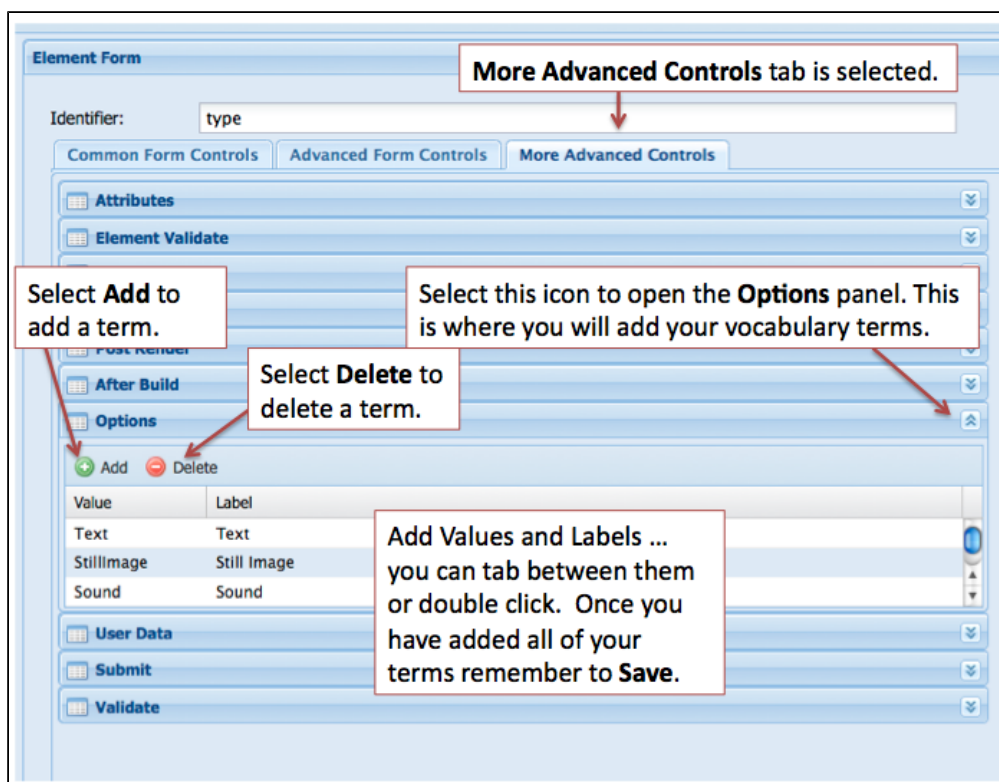 Element Form
More Advanced Controls tab is selected.
Identifier:
type
Common Form Controls
Advanced Form Controls
More Advanced Controls
Attributes
Element Validate
Select Add to
add a term.
Select this icon to open the Options panel. This
is where you will add your vocabulary terms.
Post Render
After Build
Select Delete to
delete a term.
Options
Add
Delete
Value
Label
Text
Text
StillImage
Still Image
Sound
Sound
Add Values and Labels ...
you can tab between them
or double click. Once you
have added all of your
terms remember to Save.
User Data
Submit
Validate